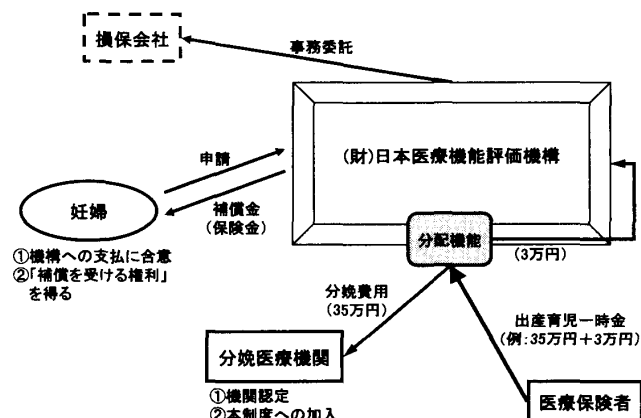 損保会社
事務委託
(財)日本医療機能評価機構
申請
妊婦
補償金
(保険金)
分配機能
(3万円)
①機構への支払に合意
②「補償を受ける権利」
を得る
分娩費用
(35万円)
出産育児一時金
(例:35万円+3万円)
分娩医療機関
①機関認定
②本制度への加入
医療保険者